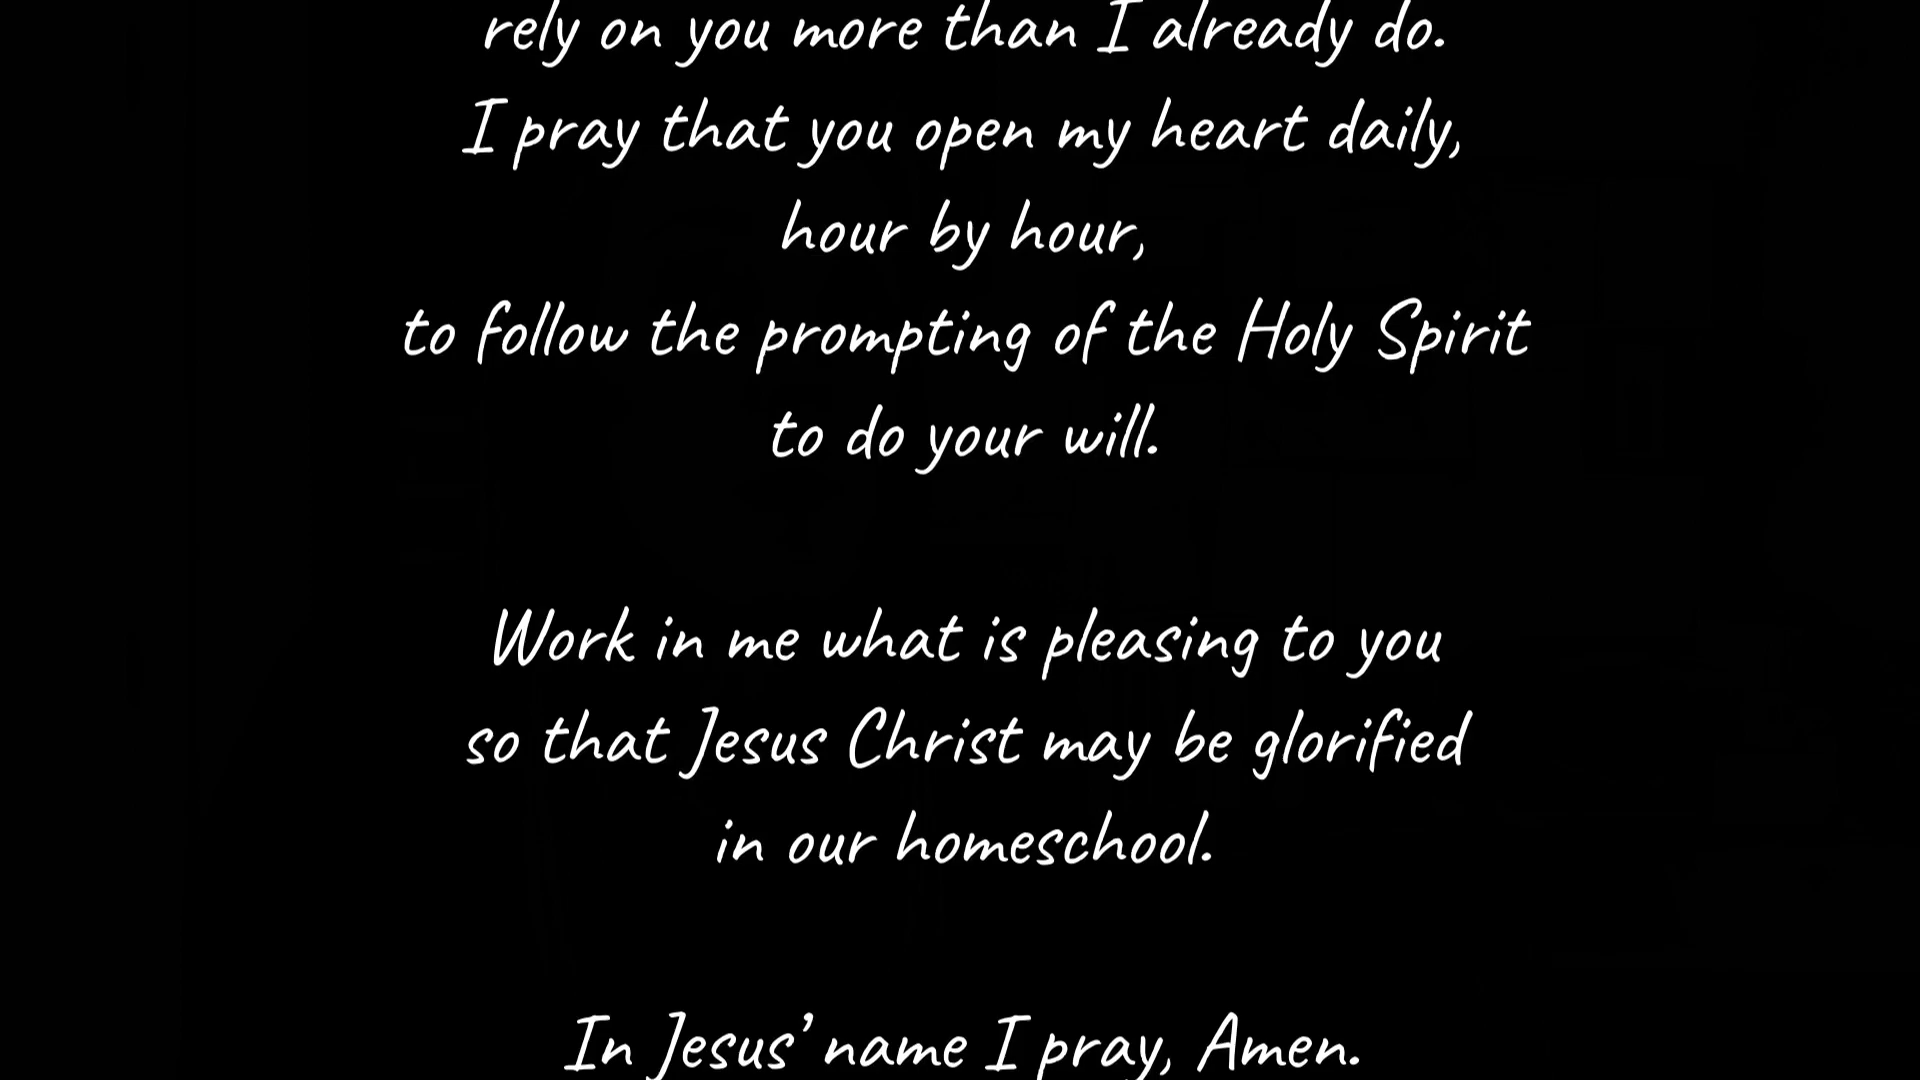 rely on you more than I already do.
I pray that you open my heart daily,
hour by hour,
to follow the prompting of the Holy Spirit
to do your will.
Work in me what is pleasing to you
so that Jesus Christ may be glorified
in our homeschool.
In Jesus’ name I pray, Amen.